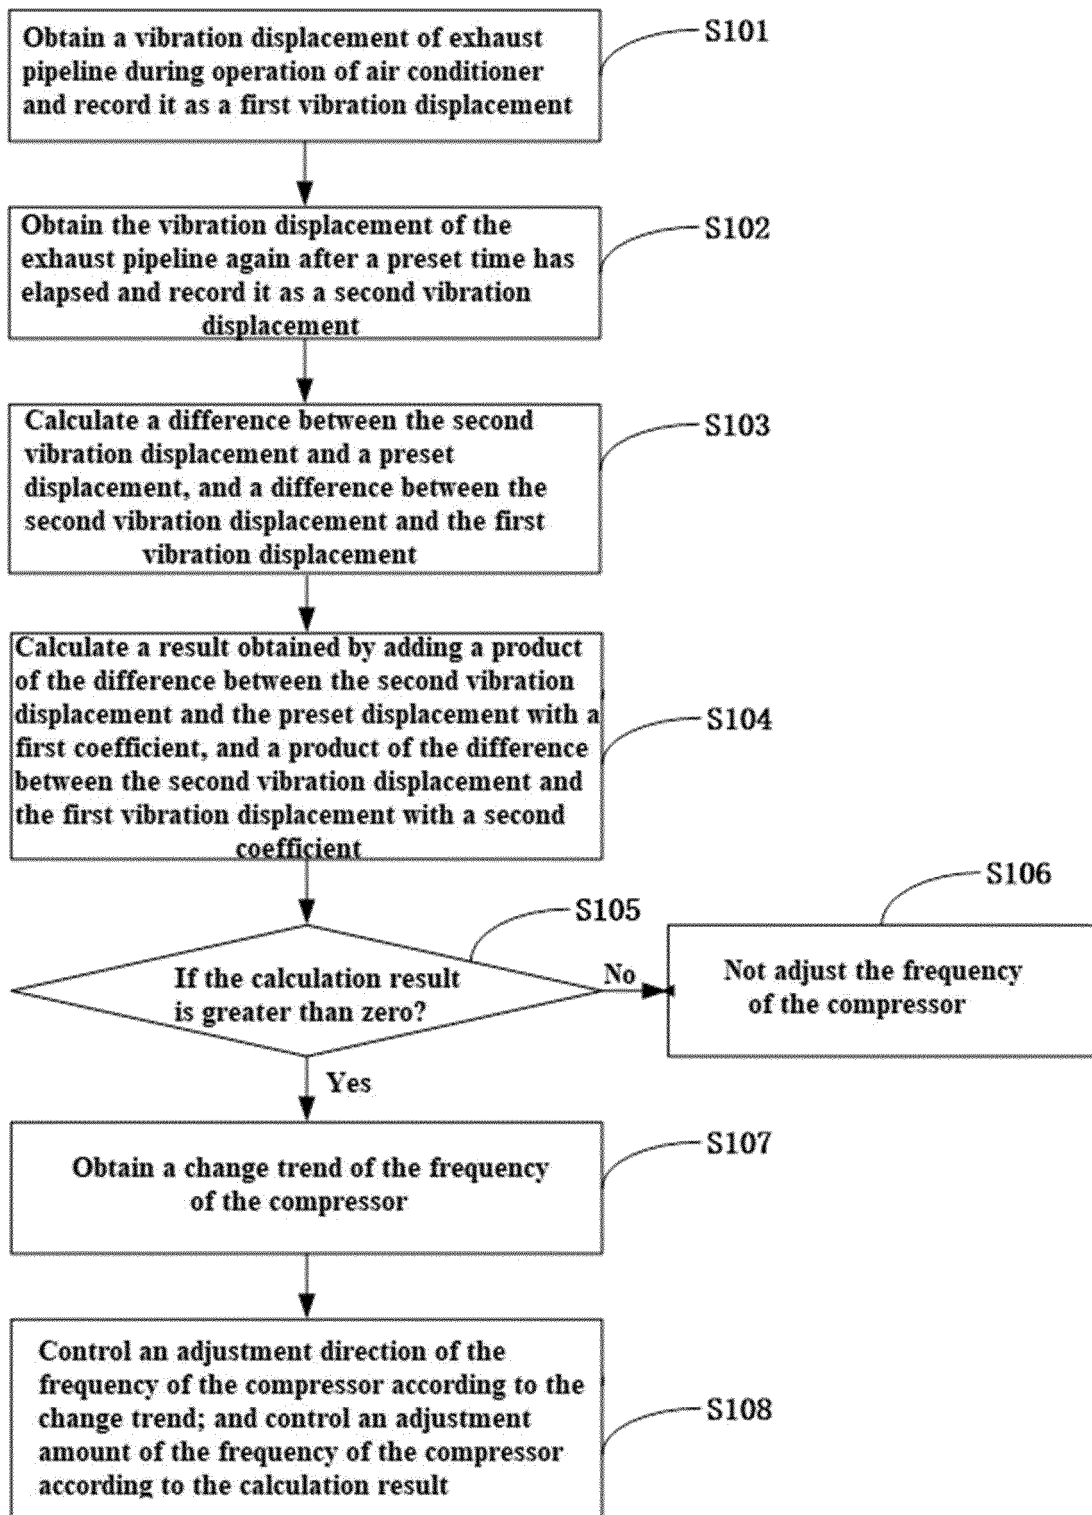 Obtain a vibration displacement of exhaust
pipeline during operation of air conditioner
and record it as a first vibration displacement
S101
Obtain the vibration displacement of the
exhaust pipeline again after a preset time has
elapsed and record it as a second vibration
displacement
S102
Calculate a difference between the second
vibration displacement and a preset
displacement, and a difference between the
second vibration displacement and the first
vibration displacement
S103
Calculate a result obtained by adding a product
of the difference between the second vibration
displacement and the preset displacement with a
first coefficient, and a product of the difference
between the second vibration displacement and
the first vibration displacement with a second
coefficient
S104
If the calculation result
is greater than zero?
S105
No
Not adjust the frequency
of the compressor
S106
Yes
Obtain a change trend of the frequency
of the compressor
S107
Control an adjustment direction of the
frequency of the compressor according to the
change trend; and control an adjustment
amount of the frequency of the compressor
according to the calculation result
S108